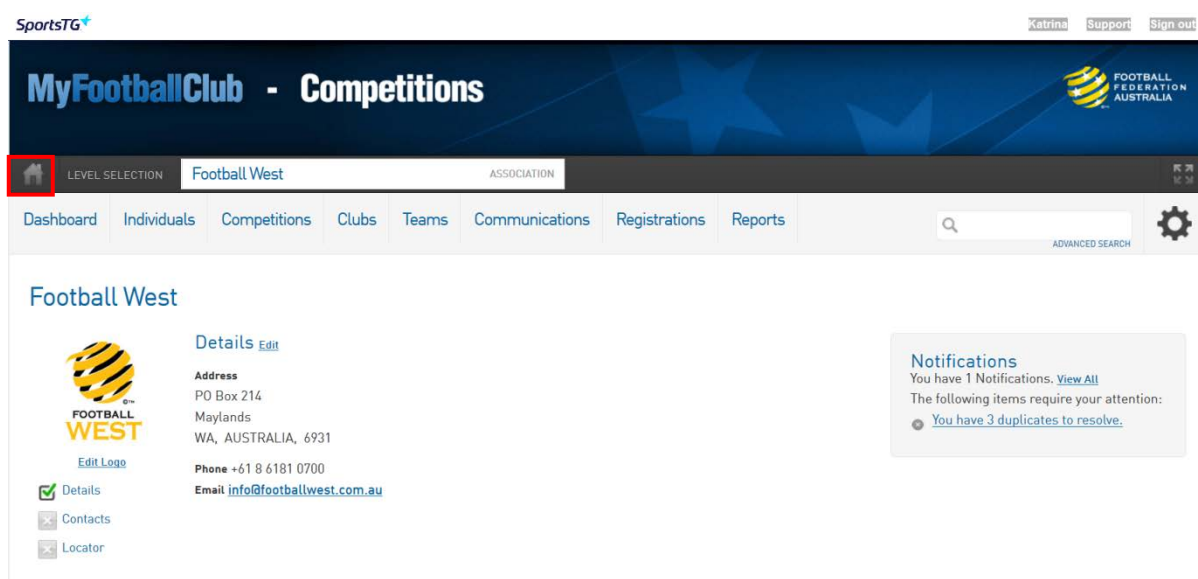 SportsTG
Katrina Support Sign out
MyFootballClub - Competitions
FOOTBALL
FEDERATION
AUSTRALIA
LEVEL SELECTION Football West ASSOCIATION
Dashboard Individuals Competitions Clubs Teams Communications Registrations Reports
ADVANCED SEARCH
Football West
FOOTBALL
WEST
Edit Logo
Details
Contacts
Locator
Details Edit
Address
PO Box 214
Maylands
WA, AUSTRALIA, 6931
Phone +61 8 6181 0700
Email info@footballwest.com.au
Notifications
You have 1 Notifications. View All
The following items require your attention:
You have 3 duplicates to resolve.